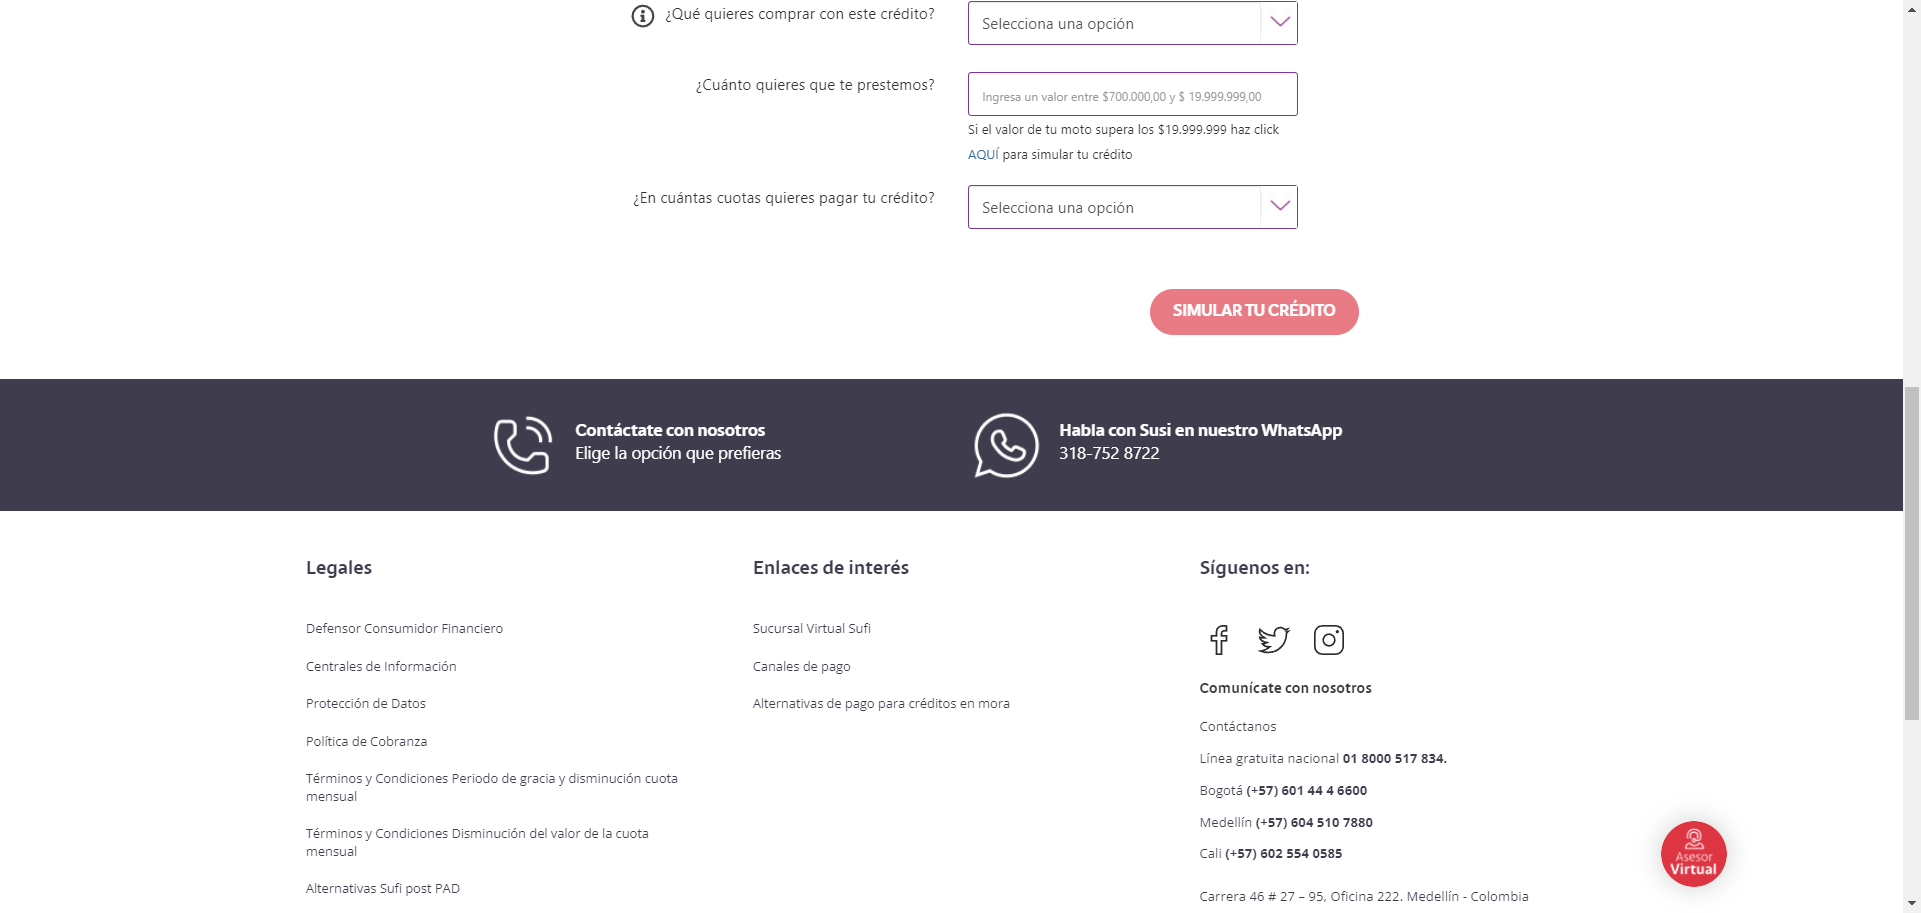 ¿Qué quieres comprar con este crédito?
Selecciona una opción
¿Cuánto quieres que te prestemos?
Ingresa un valor entre $700.000,00 y $ 19.999.999,00
Si el valor de tu moto supera los $19.999.999 haz click
AQUÍ para simular tu crédito
¿En cuántas cuotas quieres pagar tu crédito?
Selecciona una opción
SIMULAR TU CRÉDITO
Contáctate con nosotros
Elige la opción que prefieras
Habla con Susi en nuestro WhatsApp
318-752 8722
Legales
Defensor Consumidor Financiero
Centrales de Información
Protección de Datos
Política de Cobranza
Términos y Condiciones Periodo de gracia y disminución cuota
mensual
Términos y Condiciones Disminución del valor de la cuota
mensual
Alternativas Sufi post PAD
Enlaces de interés
Sucursal Virtual Sufi
Canales de pago
Alternativas de pago para créditos en mora
Síguenos en:
Comunícate con nosotros
Contáctanos
Línea gratuita nacional 01 8000 517 834.
Bogotá (+57) 601 44 4 6600
Medellín (+57) 604 510 7880
Cali (+57) 602 554 0585
Carrera 46 # 27 – 95, Oficina 222. Medellín - Colombia
Asesor
Virtual